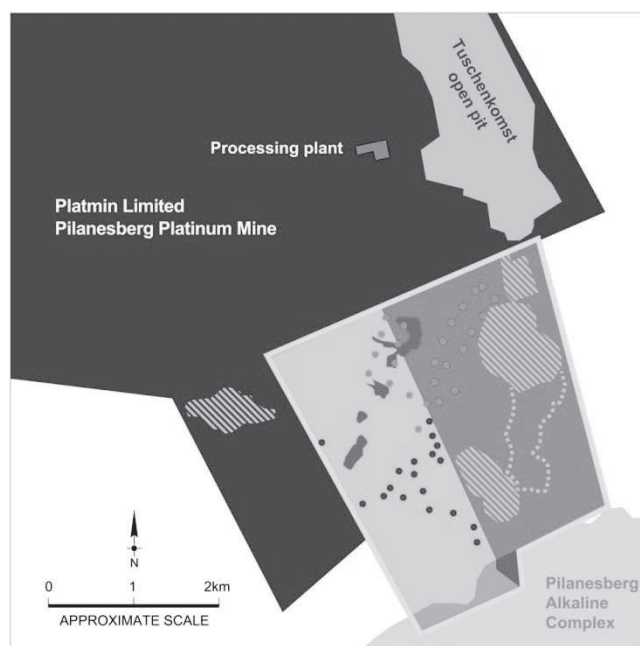 Tuschenkomst
open pit
Processing plant
Platmin Limited
Pilanesberg Platinum Mine
N
0 1 2km
APPROXIMATE SCALE
Pilanesberg
Alkaline
Complex